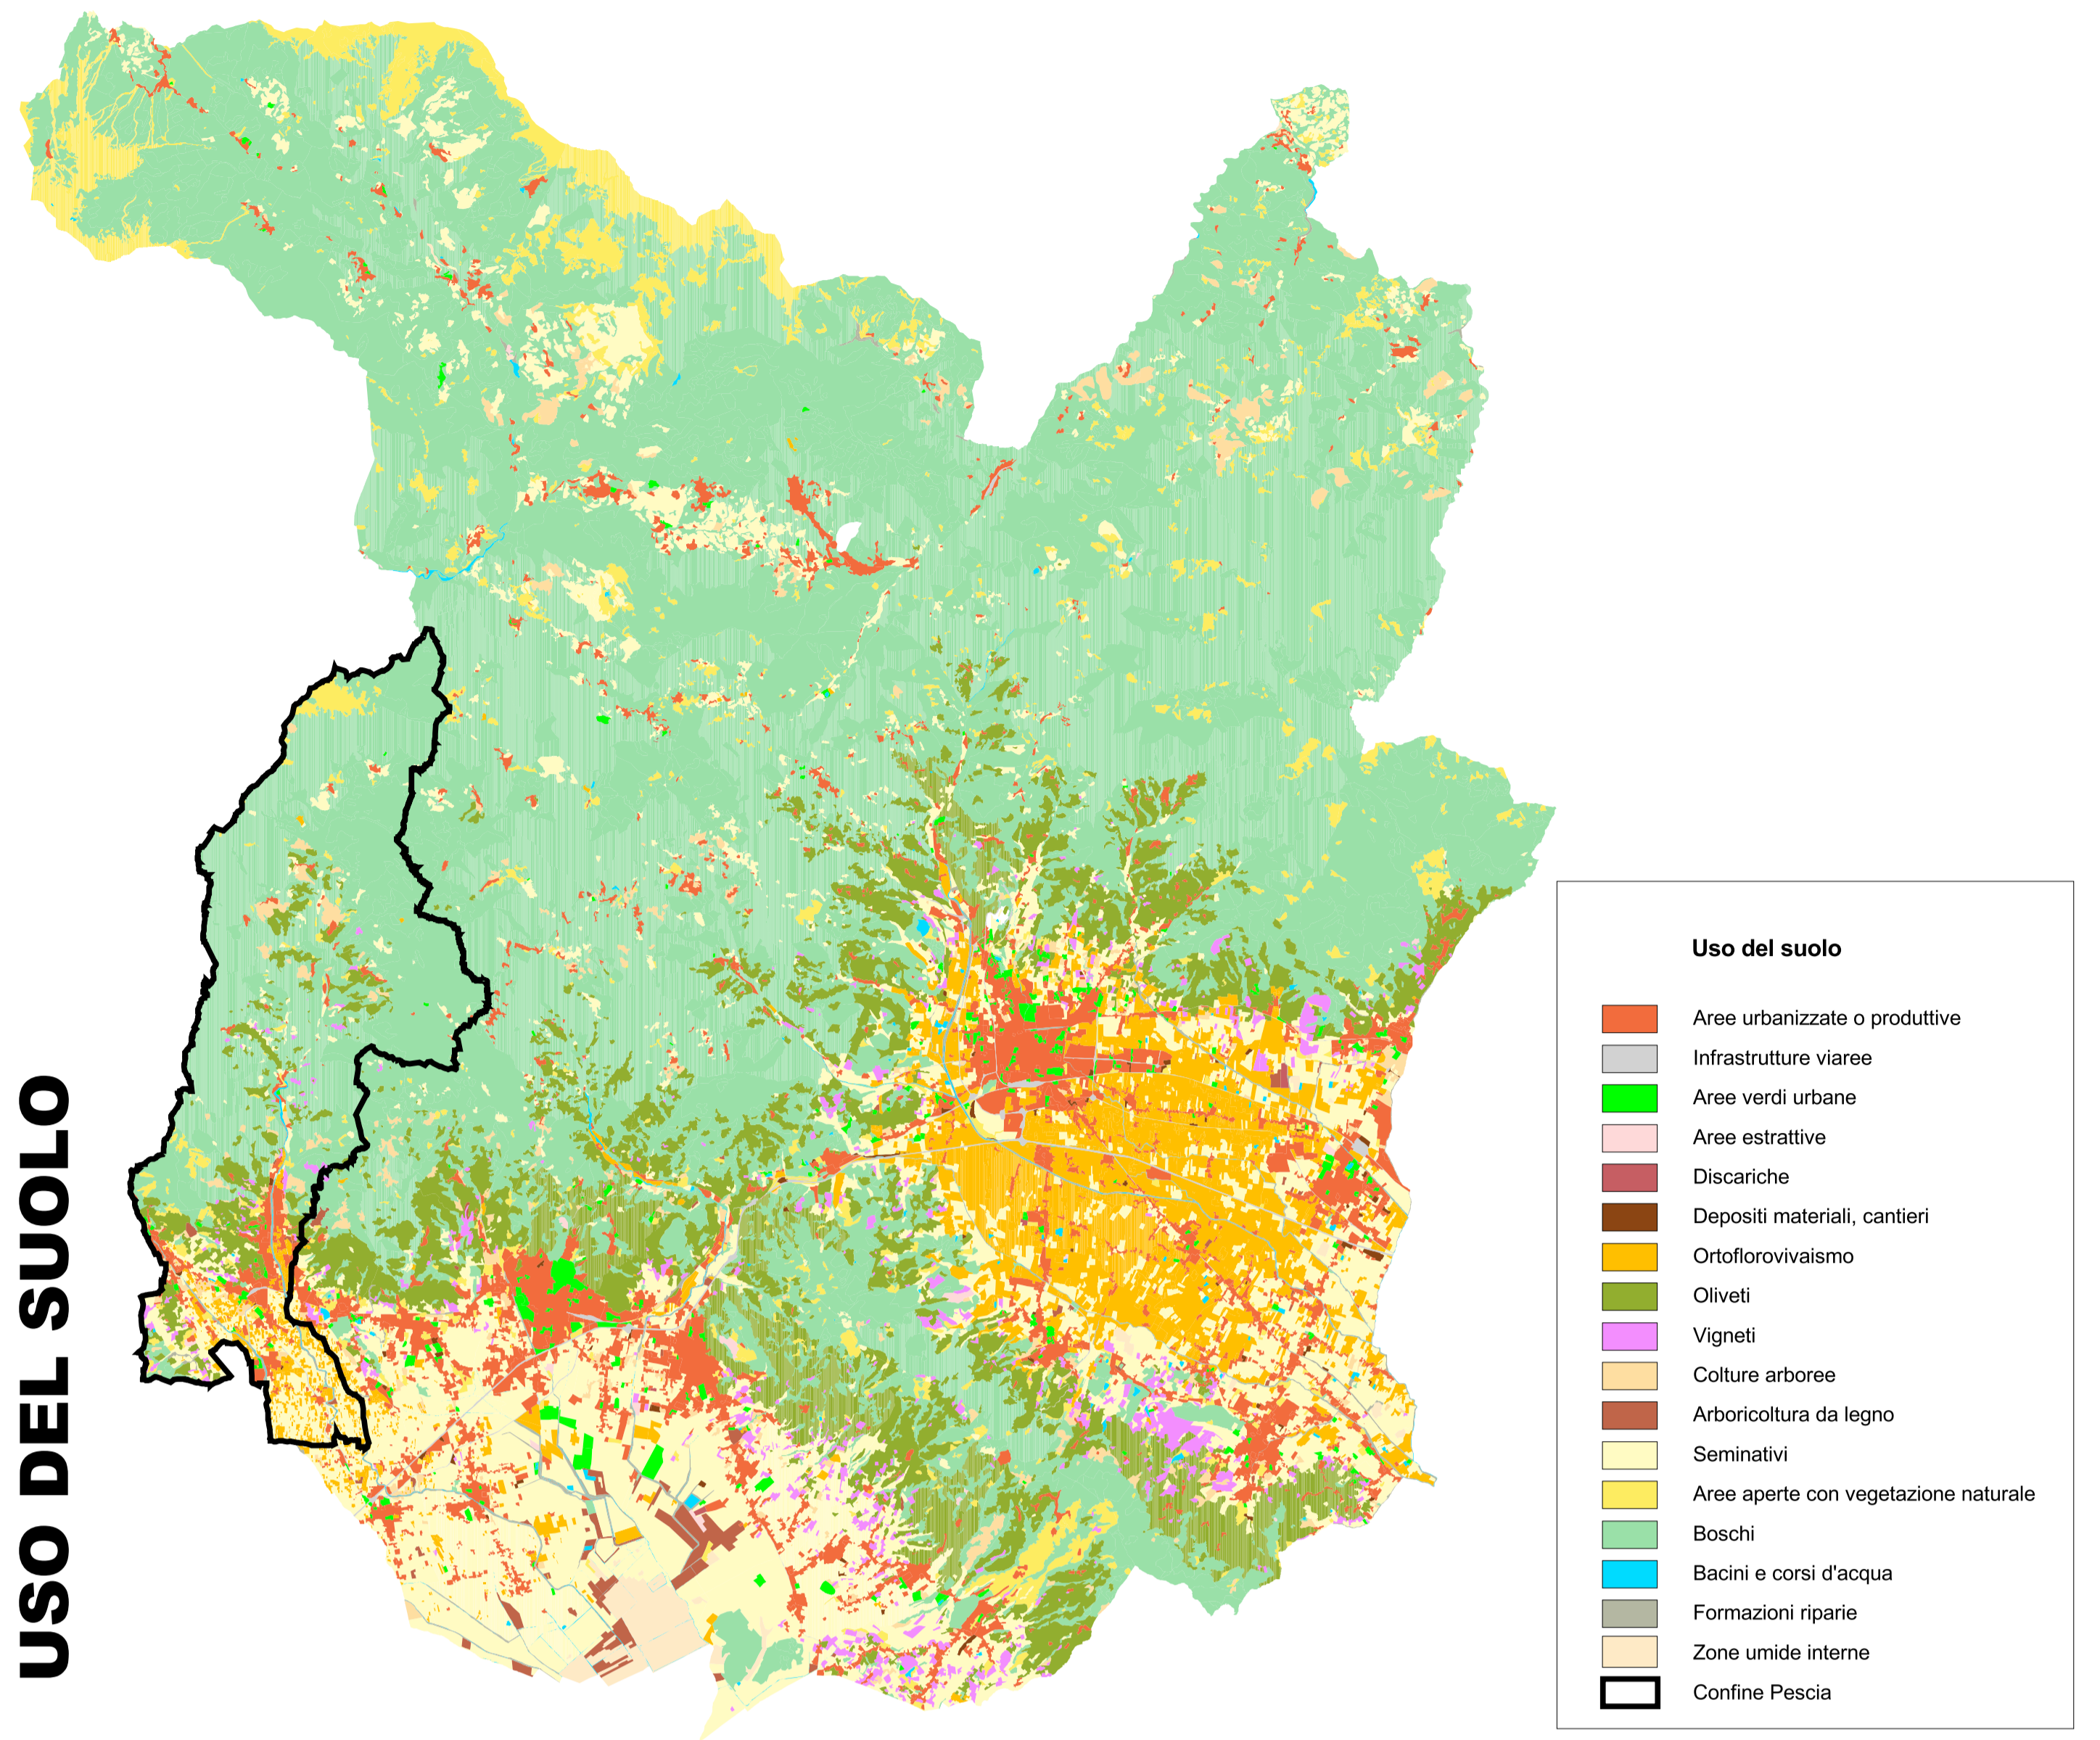 USO DEL SUOLO
Uso del suolo
Aree urbanizzate o produttive
Infrastrutture viaree
Aree verdi urbane
Aree estrattive
Discariche
Depositi materiali, cantieri
Ortoflorovivaismo
Oliveti
Vigneti
Colture arboree
Arboricoltura da legno
Seminativi
Aree aperte con vegetazione naturale
Boschi
Bacini e corsi d'acqua
Formazioni riparie
Zone umide interne
Confine Pescia